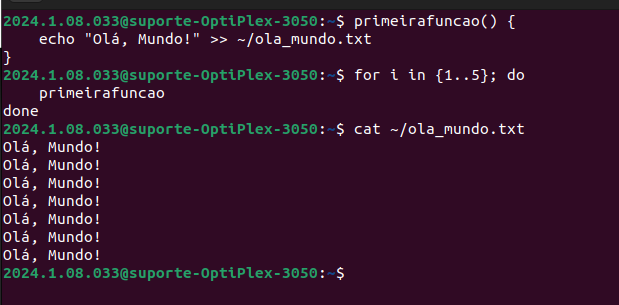 2024.1.08.033@suporte-OptiPlex-3050:~$ primeirafuncao() {
    echo "Olá, Mundo!" >> ~/ola_mundo.txt
}
2024.1.08.033@suporte-OptiPlex-3050:~$ for i in {1..5}; do
    primeirafuncao
done
2024.1.08.033@suporte-OptiPlex-3050:~$ cat ~/ola_mundo.txt
Olá, Mundo!
Olá, Mundo!
Olá, Mundo!
Olá, Mundo!
Olá, Mundo!
Olá, Mundo!
Olá, Mundo!
2024.1.08.033@suporte-OptiPlex-3050:~$